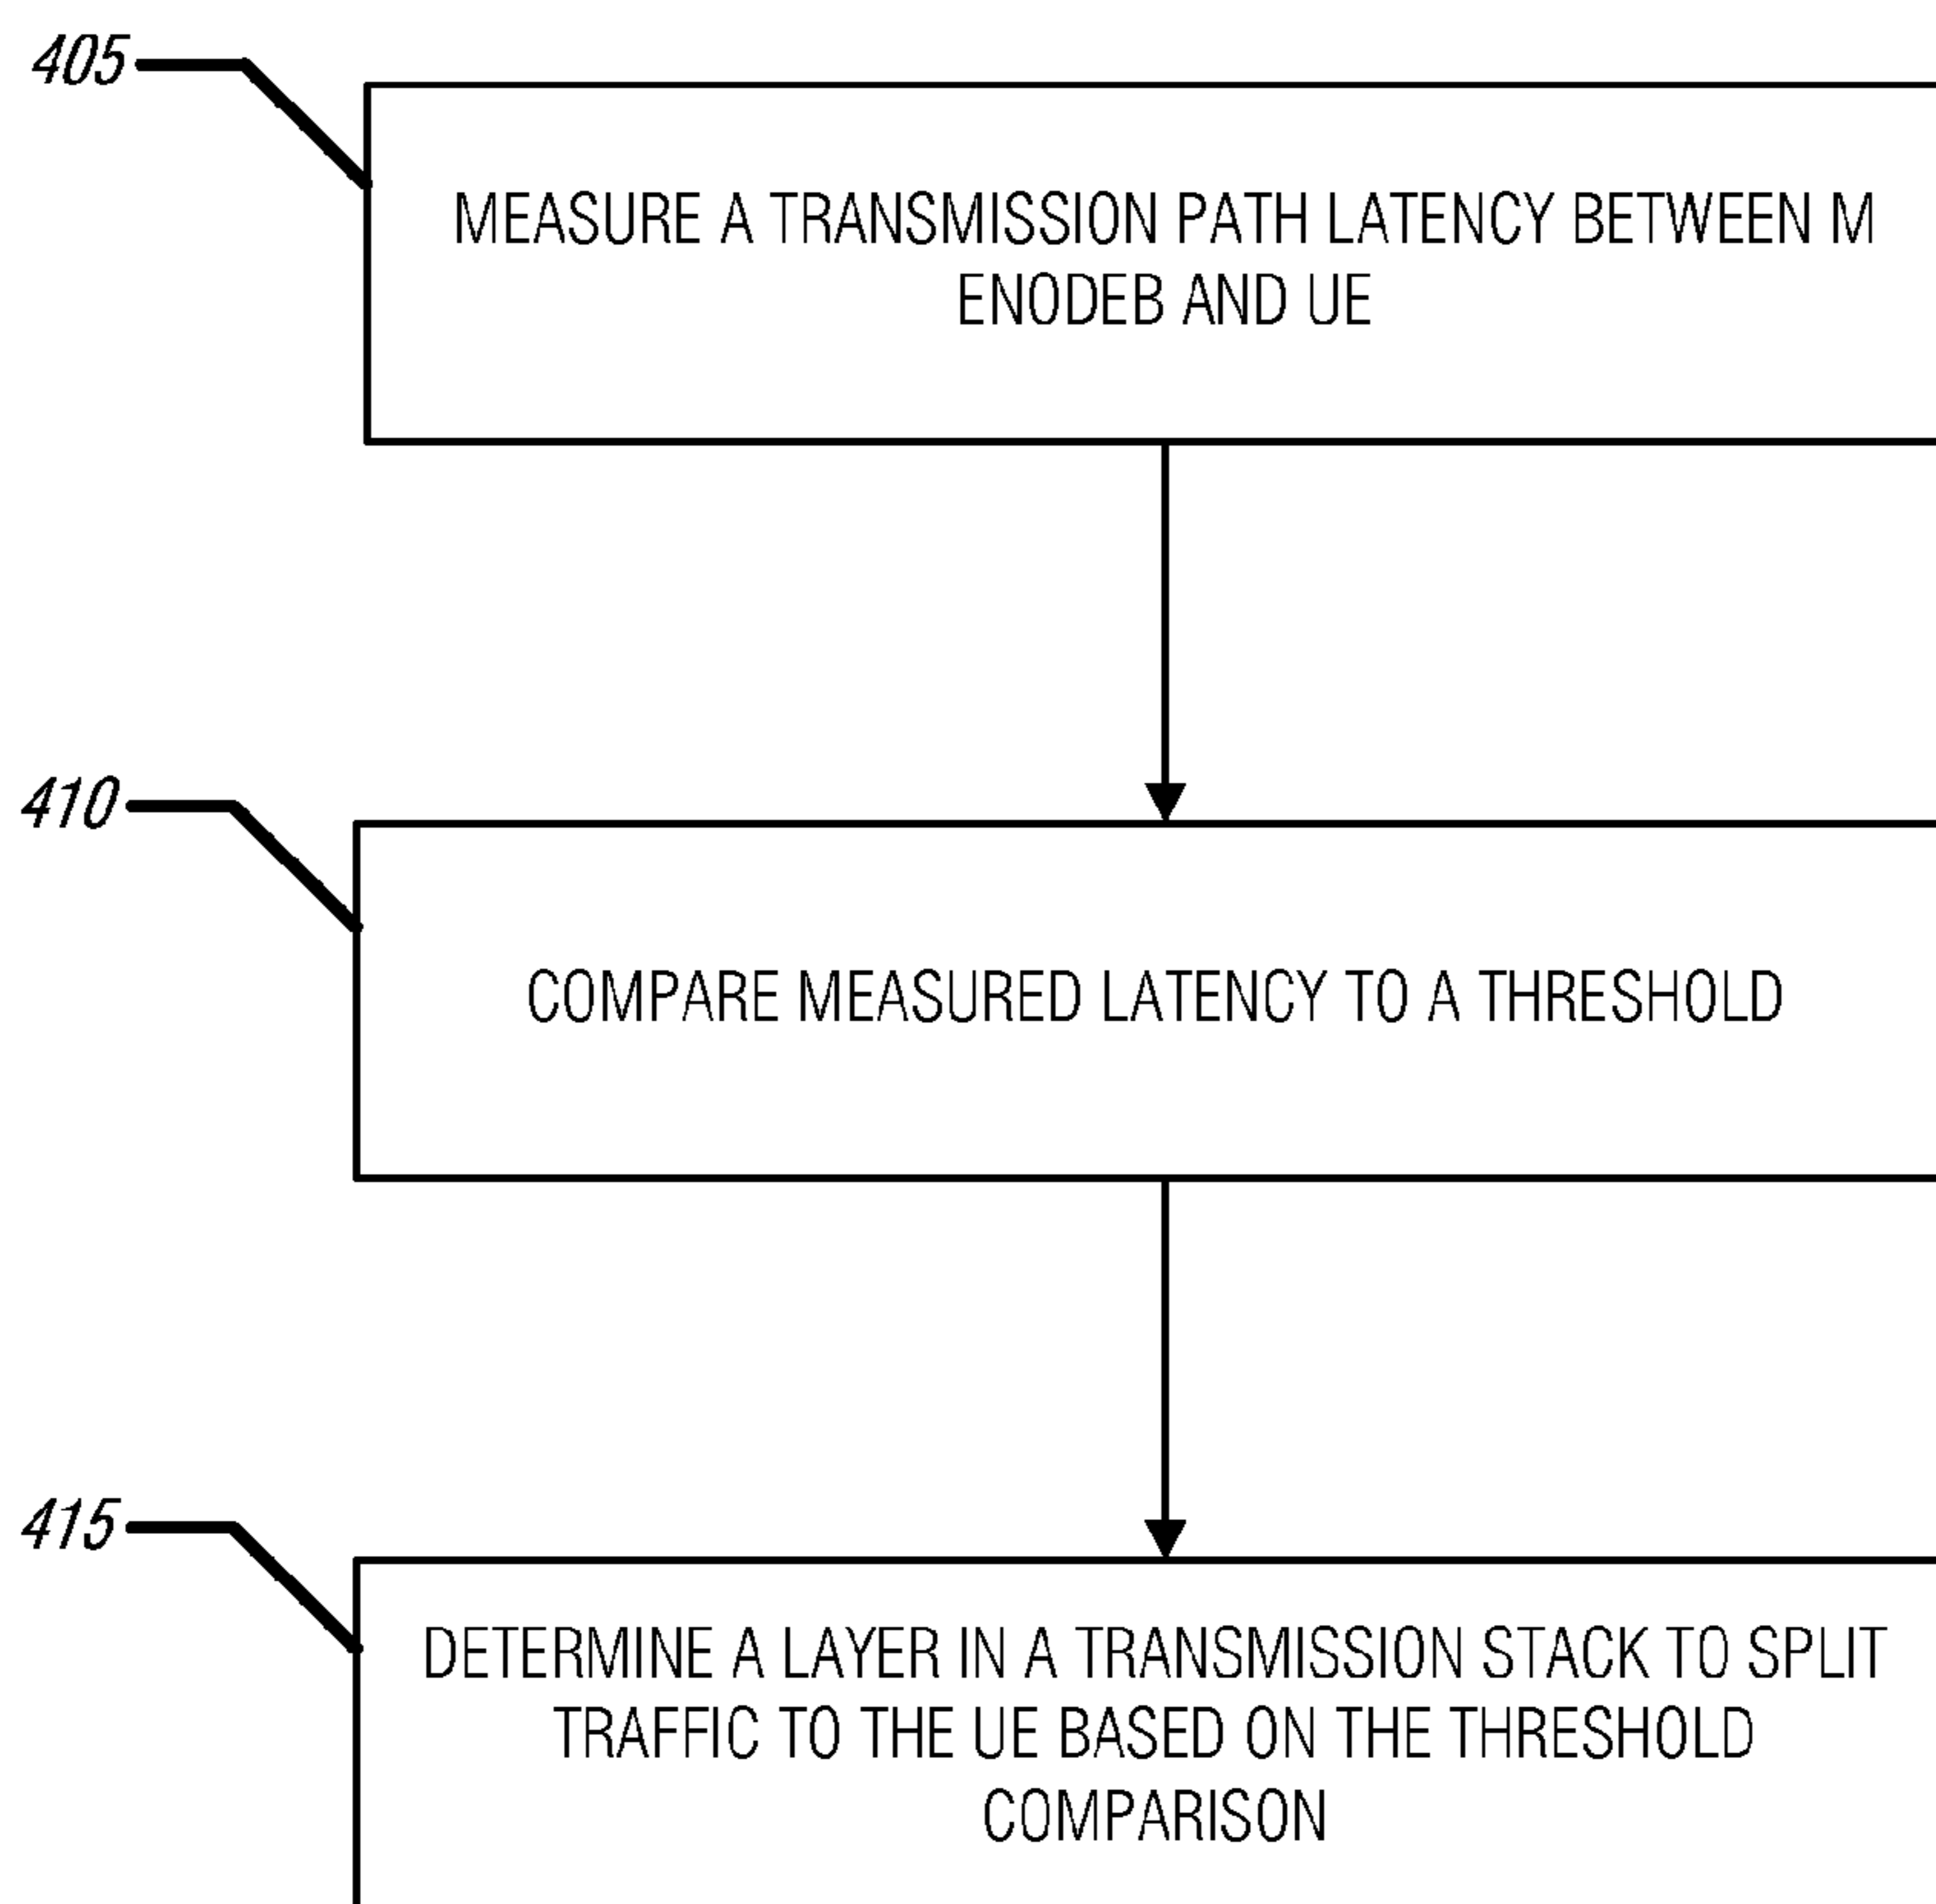 405
MEASURE A TRANSMISSION PATH LATENCY BETWEEN M
ENODEB AND UE
410
COMPARE MEASURED LATENCY TO A THRESHOLD
415
DETERMINE A LAYER IN A TRANSMISSION STACK TO SPLIT
TRAFFIC TO THE UE BASED ON THE THRESHOLD
COMPARISON